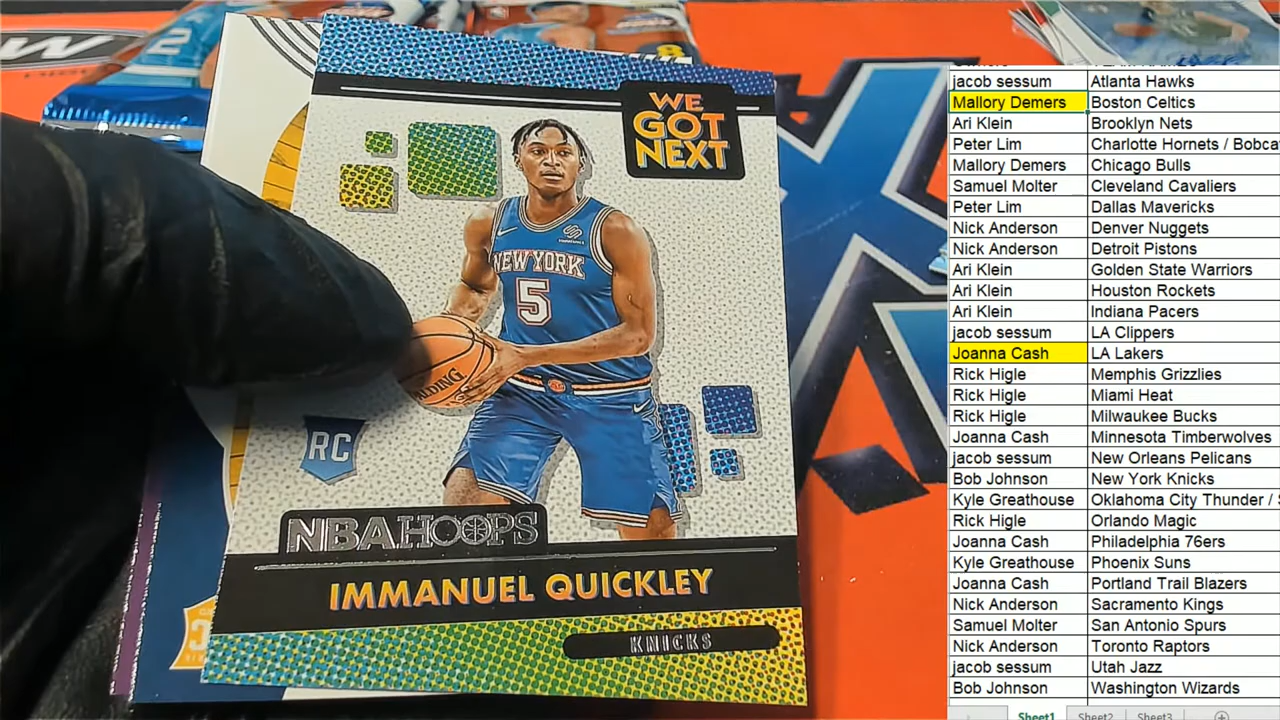 WE
GOT
NEXT
NEW YORK
5
SPALDING
RC
NBA HOOPS
IMMANUEL QUICKLEY
KNICKS
jacob sessum Atlanta Hawks
Mallory Demers Boston Celtics
Ari Klein Brooklyn Nets
Peter Lim Charlotte Hornets / Bobca
Mallory Demers Chicago Bulls
Samuel Molter Cleveland Cavaliers
Peter Lim Dallas Mavericks
Nick Anderson Denver Nuggets
Nick Anderson Detroit Pistons
Ari Klein Golden State Warriors
Ari Klein Houston Rockets
Ari Klein Indiana Pacers
jacob sessum LA Clippers
Joanna Cash LA Lakers
Rick Higle Memphis Grizzlies
Rick Higle Miami Heat
Rick Higle Milwaukee Bucks
Joanna Cash Minnesota Timberwolves
jacob sessum New Orleans Pelicans
Bob Johnson New York Knicks
Kyle Greathouse Oklahoma City Thunder /
Rick Higle Orlando Magic
Joanna Cash Philadelphia 76ers
Kyle Greathouse Phoenix Suns
Joanna Cash Portland Trail Blazers
Nick Anderson Sacramento Kings
Samuel Molter San Antonio Spurs
Nick Anderson Toronto Raptors
jacob sessum Utah Jazz
Bob Johnson Washington Wizards
Sheet1 Sheet2 Sheet3